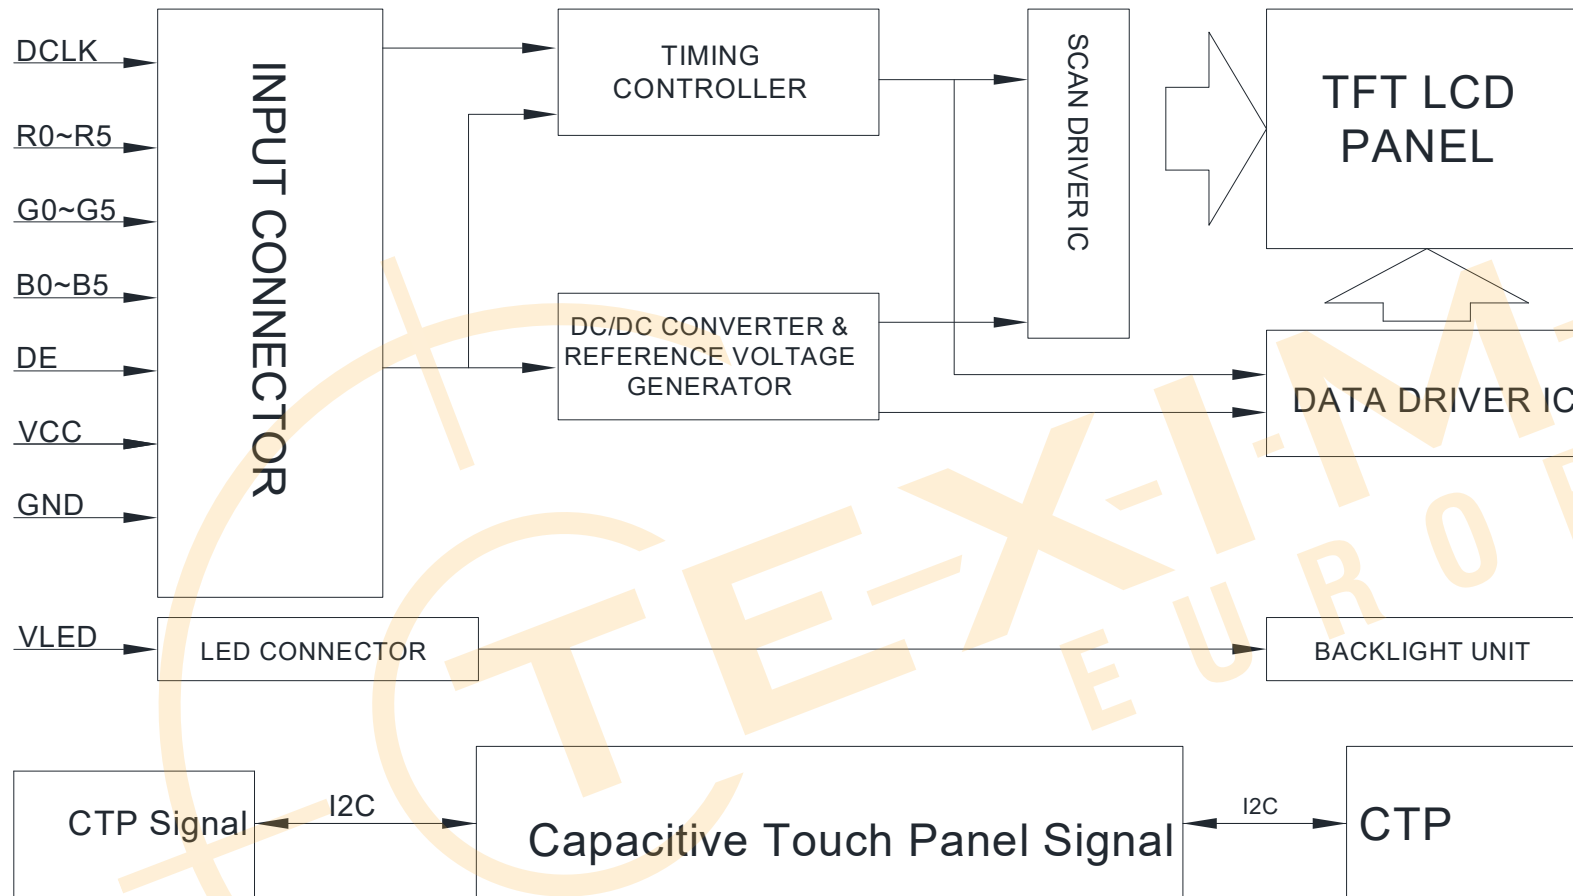 DCLK
R0~R5
G0~G5
B0~B5
DE
VCC
GND
INPUT CONNECTOR
TIMING
CONTROLLER
DC/DC CONVERTER &
REFERENCE VOLTAGE
GENERATOR
SCAN DRIVER IC
TFT LCD
PANEL
DATA DRIVER IC
VLED
LED CONNECTOR
BACKLIGHT UNIT
CTP Signal
I2C
Capacitive Touch Panel Signal
I2C
CTP
TE-X-I-M-